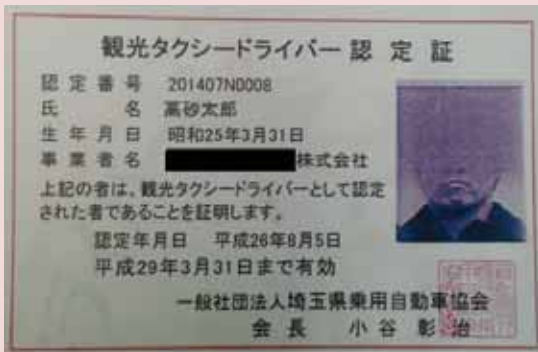 観光タクシードライバー 認 定 証
認 定 番 号 201407N0008
氏 名 高砂太郎
生 年 月 日 昭和25年3月31日
事 業 者 名 株式会社
上記の者は、観光タクシードライバーとして認定
された者であることを証明します。
認定年月日 平成26年8月5日
平成29年3月31日まで有効
一般社団法人埼玉県乗用自動車協会
会 長 小 谷 彰 治